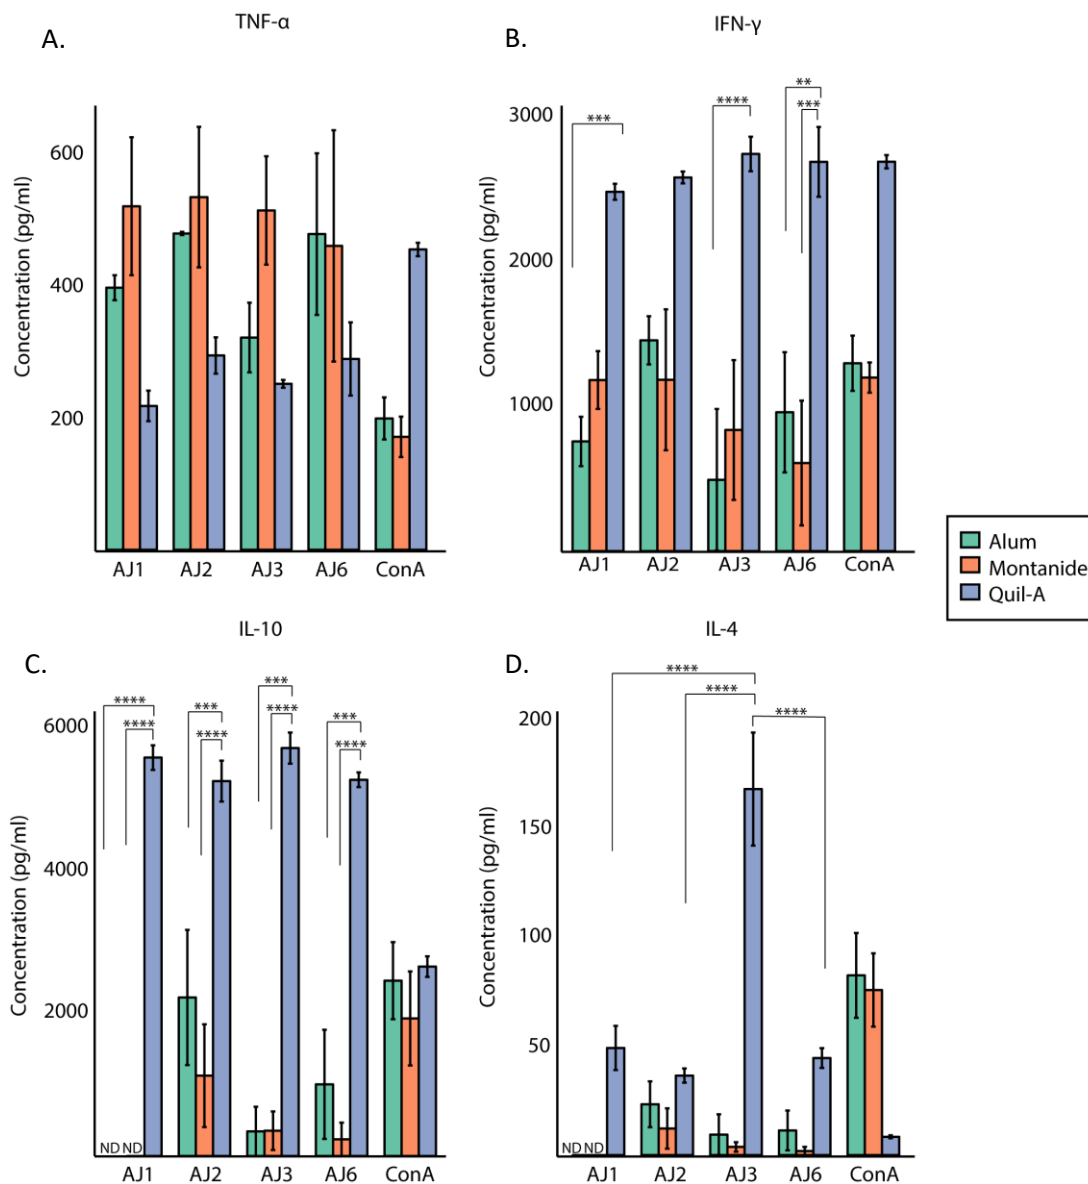 A.
TNF-α
Concentration (pg/ml)
600
400
200
AJ1 AJ2 AJ3 AJ6 ConA
B.
IFN-γ
Concentration (pg/ml)
3000
2000
1000
***
****
**
***
AJ1 AJ2 AJ3 AJ6 ConA
Alum
Montanide
Quil-A
C.
IL-10
Concentration (pg/ml)
6000
4000
2000
****
****
***
****
***
****
***
****
ND ND
AJ1 AJ2 AJ3 AJ6 ConA
D.
IL-4
Concentration (pg/ml)
200
150
100
50
****
****
****
ND ND
AJ1 AJ2 AJ3 AJ6 ConA